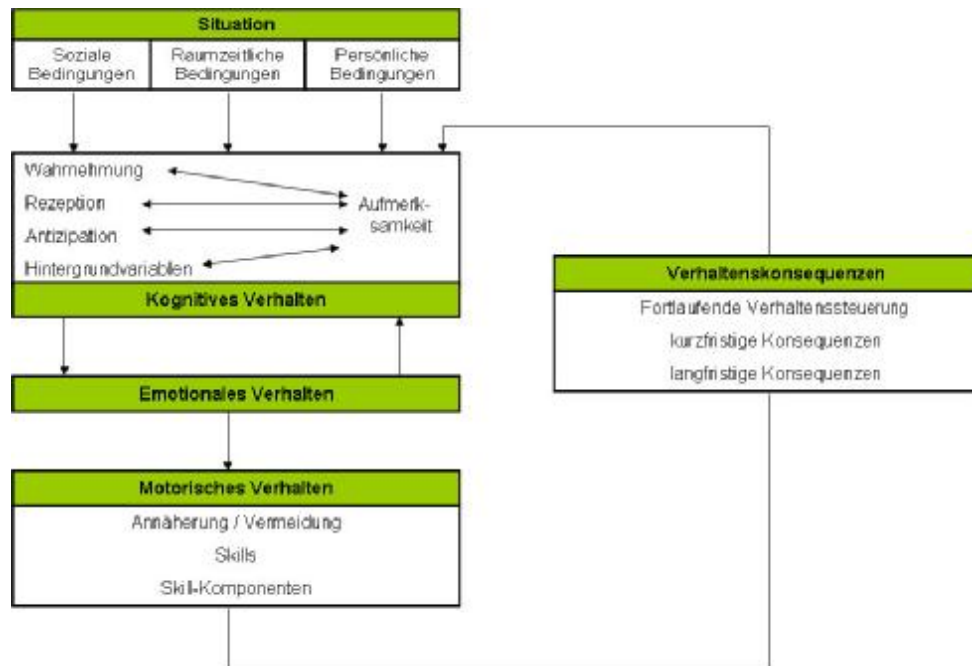 Situation
Soziale
Bedingungen
Raumzeitliche
Bedingungen
Persönliche
Bedingungen
Wahrnehmung
Rezeption
Antizipation
Hintergrundvariablen
Aufmerk-
samkeit
Kognitives Verhalten
Emotionales Verhalten
Motorisches Verhalten
Annäherung / Vermeidung
Skills
Skill-Komponenten
Verhaltenskonsequenzen
Fortlaufende Verhaltenssteuerung
kurzfristige Konsequenzen
langfristige Konsequenzen